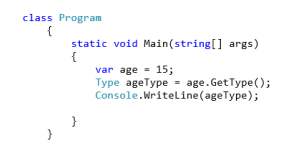 class Program
{
static void Main(string[] args)
{
var age = 15;
Type ageType = age.GetType();
Console.WriteLine(ageType);
}
}